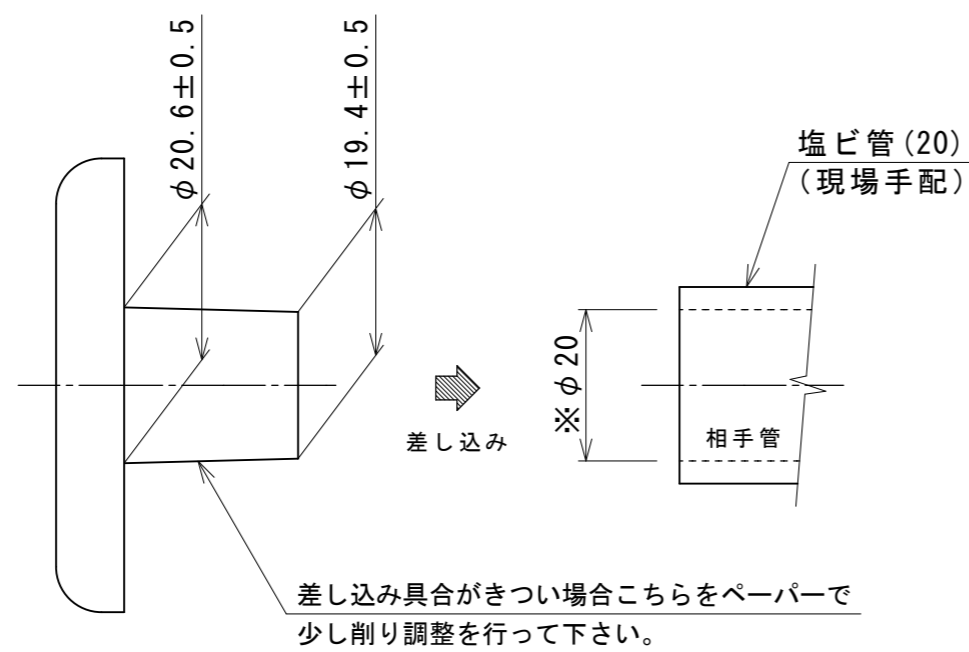 φ20.6±0.5
φ19.4±0.5
塩ビ管(20)
(現場手配)
※φ20
相手管
差し込み
差し込み具合がきつい場合こちらをペーパーで
少し削り調整を行って下さい。